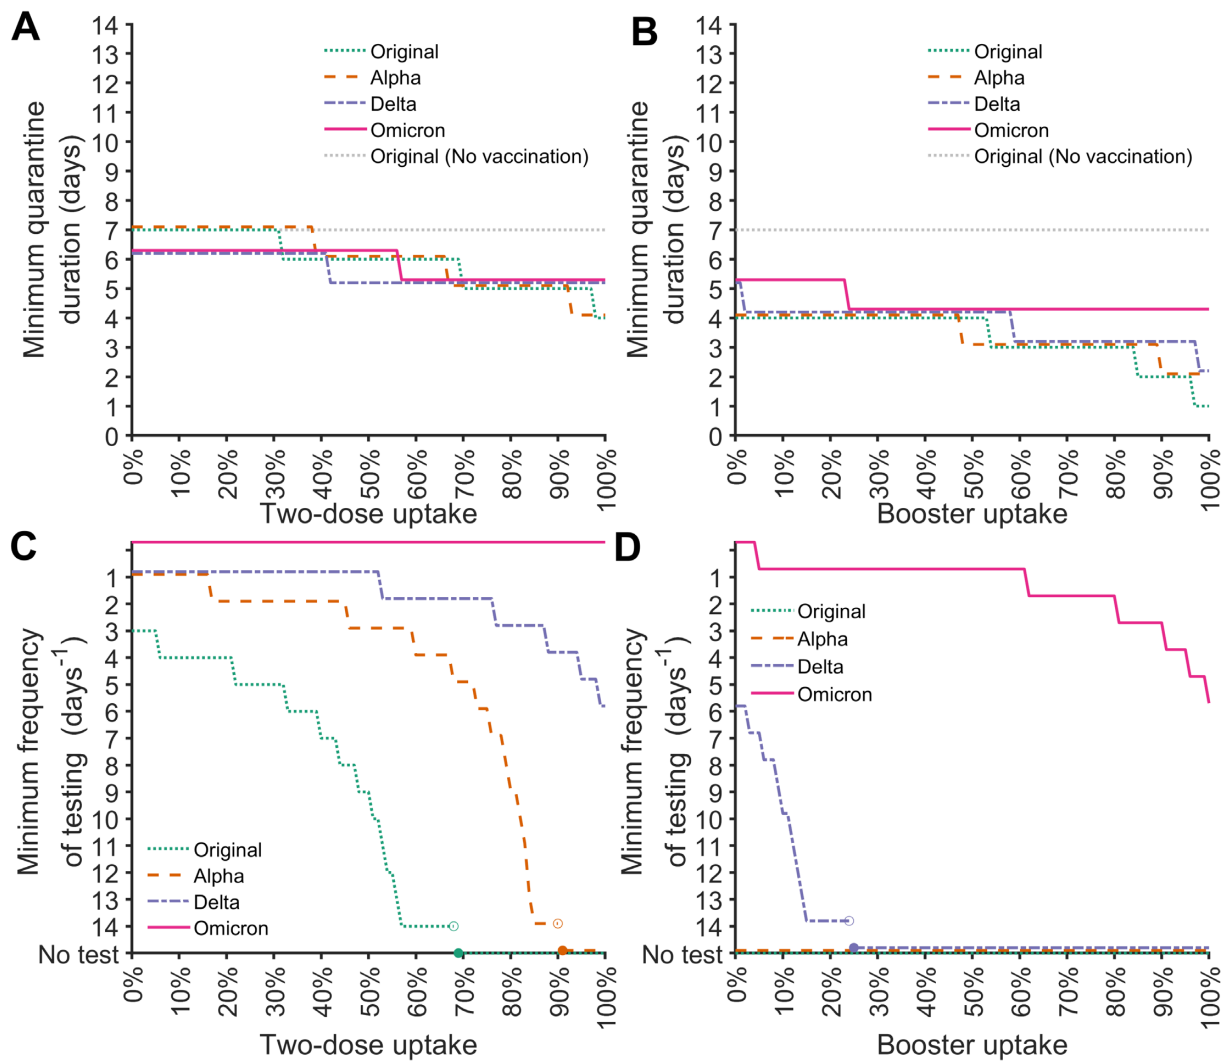 A
Minimum quarantine
duration (days)
14
13
12
11
10
9
8
7
6
5
4
3
2
1
0
Original
Alpha
Delta
Omicron
Original (No vaccination)
0%
10%
20%
30%
40%
50%
60%
70%
80%
90%
100%
Two-dose uptake
B
Minimum quarantine
duration (days)
14
13
12
11
10
9
8
7
6
5
4
3
2
1
0
Original
Alpha
Delta
Omicron
Original (No vaccination)
0%
10%
20%
30%
40%
50%
60%
70%
80%
90%
100%
Booster uptake
C
Minimum frequency
of testing (days⁻¹)
1
2
3
4
5
6
7
8
9
10
11
12
13
14
No test
Original
Alpha
Delta
Omicron
0%
10%
20%
30%
40%
50%
60%
70%
80%
90%
100%
Two-dose uptake
D
Minimum frequency
of testing (days⁻¹)
1
2
3
4
5
6
7
8
9
10
11
12
13
14
No test
Original
Alpha
Delta
Omicron
0%
10%
20%
30%
40%
50%
60%
70%
80%
90%
100%
Booster uptake